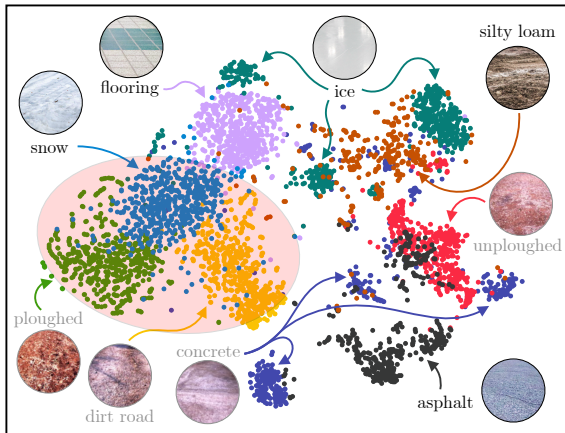 silty loam
flooring
ice
snow
unploughed
ploughed
concrete
dirt road
asphalt